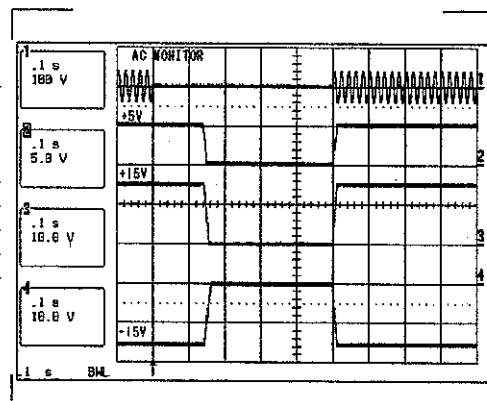 AC MONITOR
1
.1 s
100 V
1
+5V
2
.1 s
5.0 V
2
+15V
3
.1 s
10.0 V
3
4
4
.1 s
10.0 V
-15V
.1 s BWL